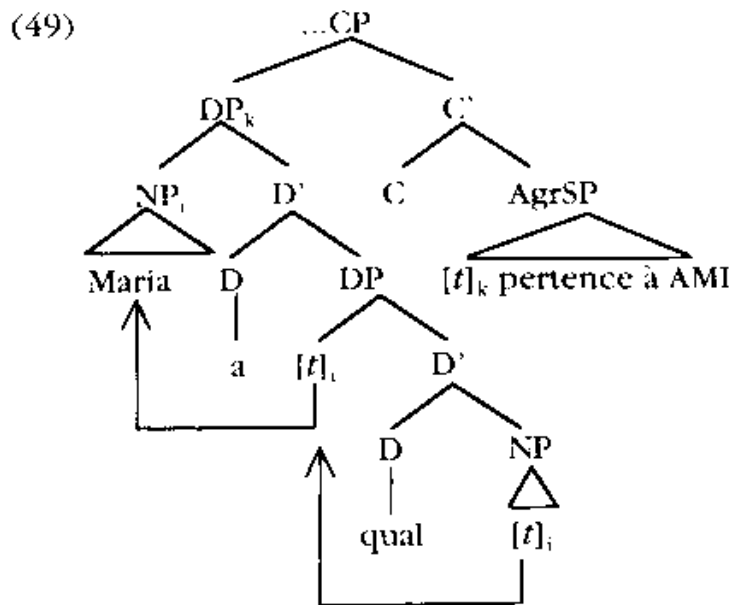 (49) ...CP
DPₖ C'
NPᵢ D' C AgrSP
Maria D DP [t]ₖ pertence à AMI
a [t]ᵢ D'
D NP
qual [t]ᵢ